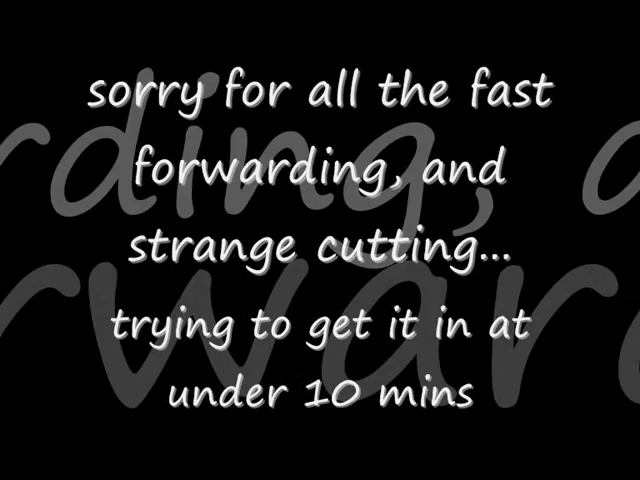 sorry for all the fast
forwarding, and
strange cutting...
trying to get it in at
under 10 mins